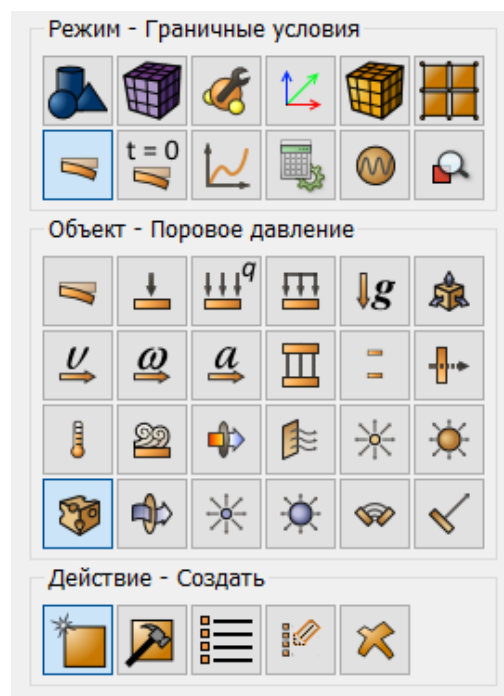 Режим - Граничные условия
t = 0
Объект - Поровое давление
q
g
υ ω a
Действие - Создать